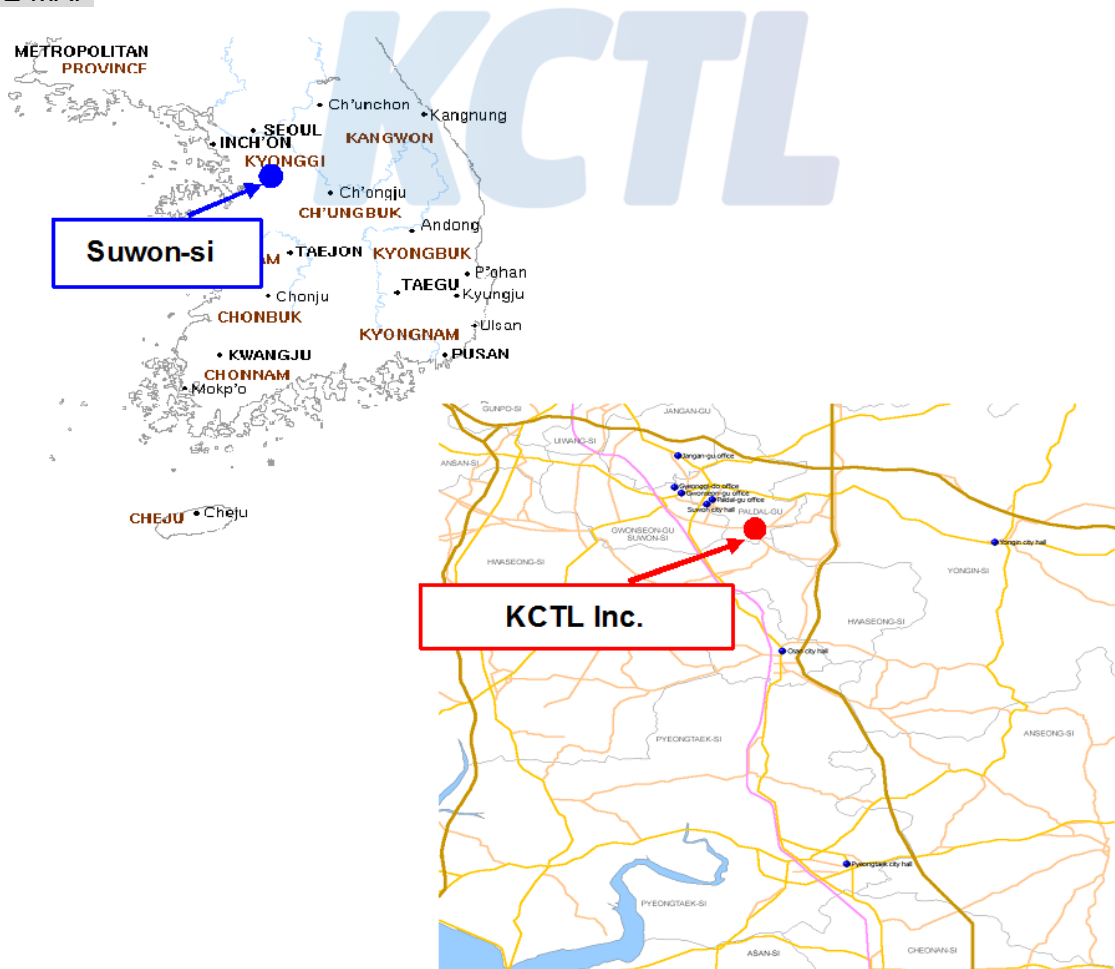 KCTL
METROPOLITAN
PROVINCE
Ch'unchon
Kangnung
SEOUL
INCH'ON
KANGWON
KYONGGI
Ch'ongju
CH'UNGBUK
Andong
Suwon-si
TAEJON
KYONGBUK
P'ohan
TAEGU
Kyungju
Chonju
CHONBUK
Ulsan
KYONGNAM
KWANGJU
PUSAN
CHONNAM
Mokp'o
CHEJU
Cheju
GUNPO-SI
JANGAN-GU
UIWANG-SI
Jangan-gu office
ANSAN-SI
Gyeonggi-do office
Gwonseon-gu office
Paldal-gu office
Suwon city hall
PALDAL-GU
GWONSEON-GU
SUWON-SI
Yongin city hall
HWASEONG-SI
YONGIN-SI
KCTL Inc.
HWASEONG-SI
Osan city hall
PYEONGTAEK-SI
ANSEONG-SI
Pyeongtaek city hall
PYEONGTAEK-SI
ASAN-SI
CHEONAN-SI